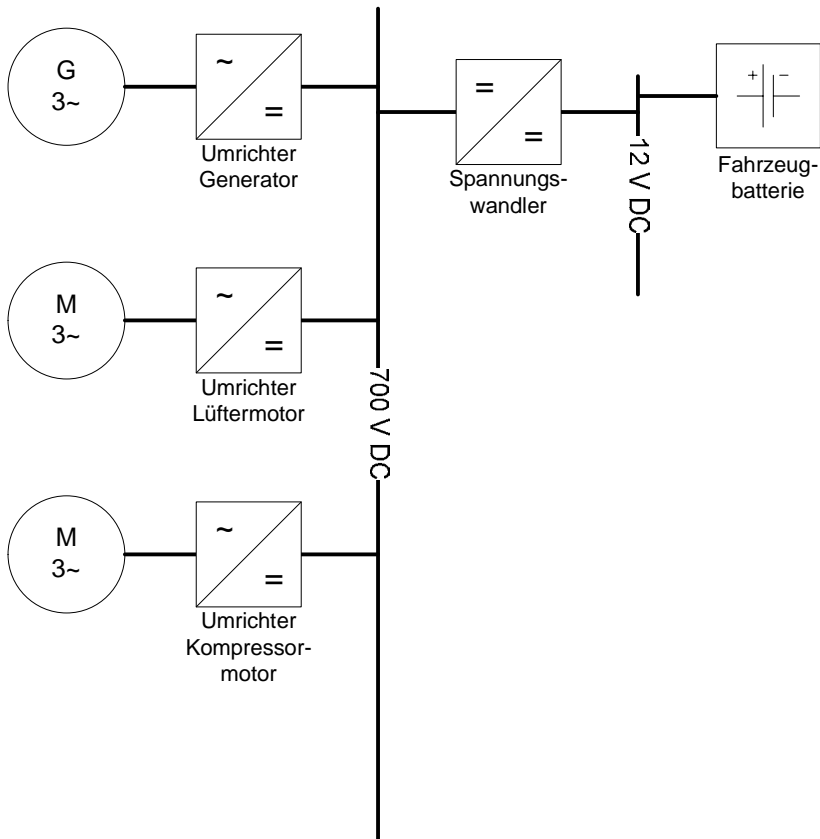 G
3~
~
=
Umrichter
Generator
=
=
Spannungs-
wandler
12 V DC
+
-
Fahrzeug-
batterie
M
3~
~
=
Umrichter
Lüftermotor
700 V DC
M
3~
~
=
Umrichter
Kompressor-
motor